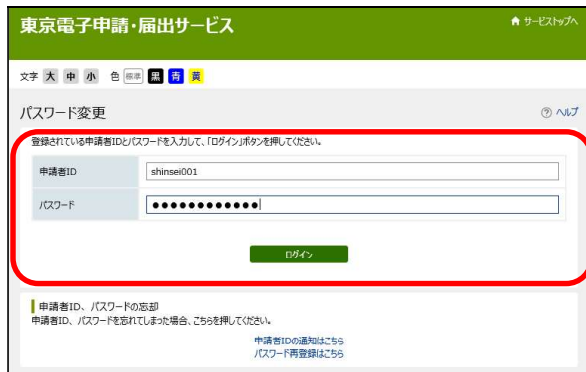 東京電子申請・届出サービス
サービストップへ
文字 大 中 小 色 標準 黒 青 黄
パスワード変更
ヘルプ
登録されている申請者IDとパスワードを入力して、「ログイン」ボタンを押してください。
申請者ID shinsei001
パスワード ●●●●●●●●●●●●
ログイン
申請者ID、パスワードの忘却
申請者ID、パスワードを忘れてしまった場合、こちらを押してください。
申請者IDの通知はこちら
パスワード再登録はこちら